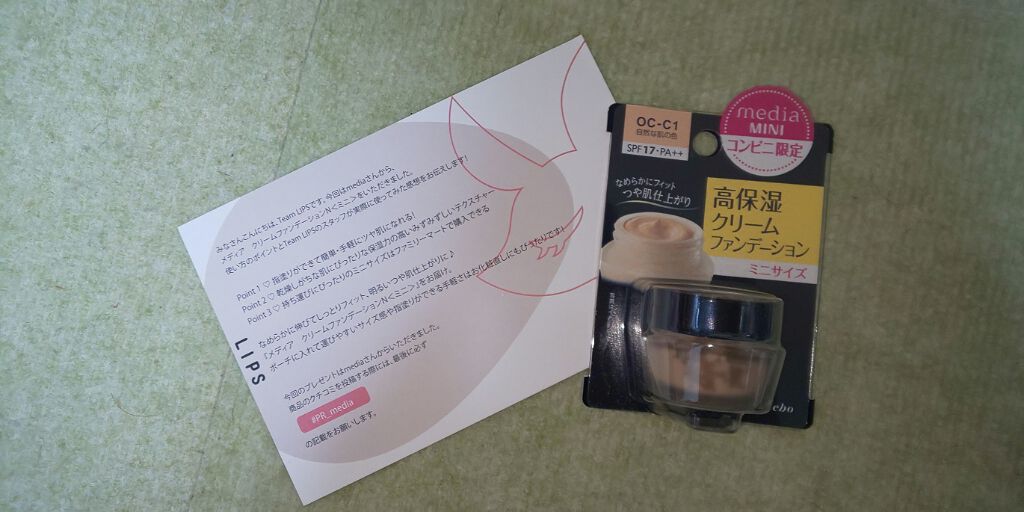 みなさんこんにちは、Team LIPSです。今回はmediaさんから、
メディア　クリームファンデーションN＜ミニ＞をいただきました。
使い方のポイントとTeam LIPSのスタッフが実際に使ってみた感想をお伝えします！
Point 1 ♡ 指塗りができて簡単・手軽にツヤ肌になれる！
Point 2 ♡ 乾燥しがちな肌にぴったりな保湿力の高いみずみずしいテクスチャー
Point 3 ♡ 持ち運びにぴったりのミニサイズはファミリーマートで購入できる
なめらかに伸びてしっとりフィット、明るいつや肌仕上がりに♪
「メディア　クリームファンデーションN＜ミニ＞」をお届け。
ポーチに入れて運びやすいサイズ感や指塗りができる手軽さはお化粧直しにもぴったりです！
今回のプレゼントはmediaさんからいただきました。
商品のクチコミを投稿する際には、最後に必ず
#PR_media
の記載をお願いします。
LIPS
OC-C1
自然な肌の色
SPF17・PA++
media
MINI
コンビニ限定
なめらかにフィット
つや肌仕上がり
高保湿
クリーム
ファンデーション
ミニサイズ